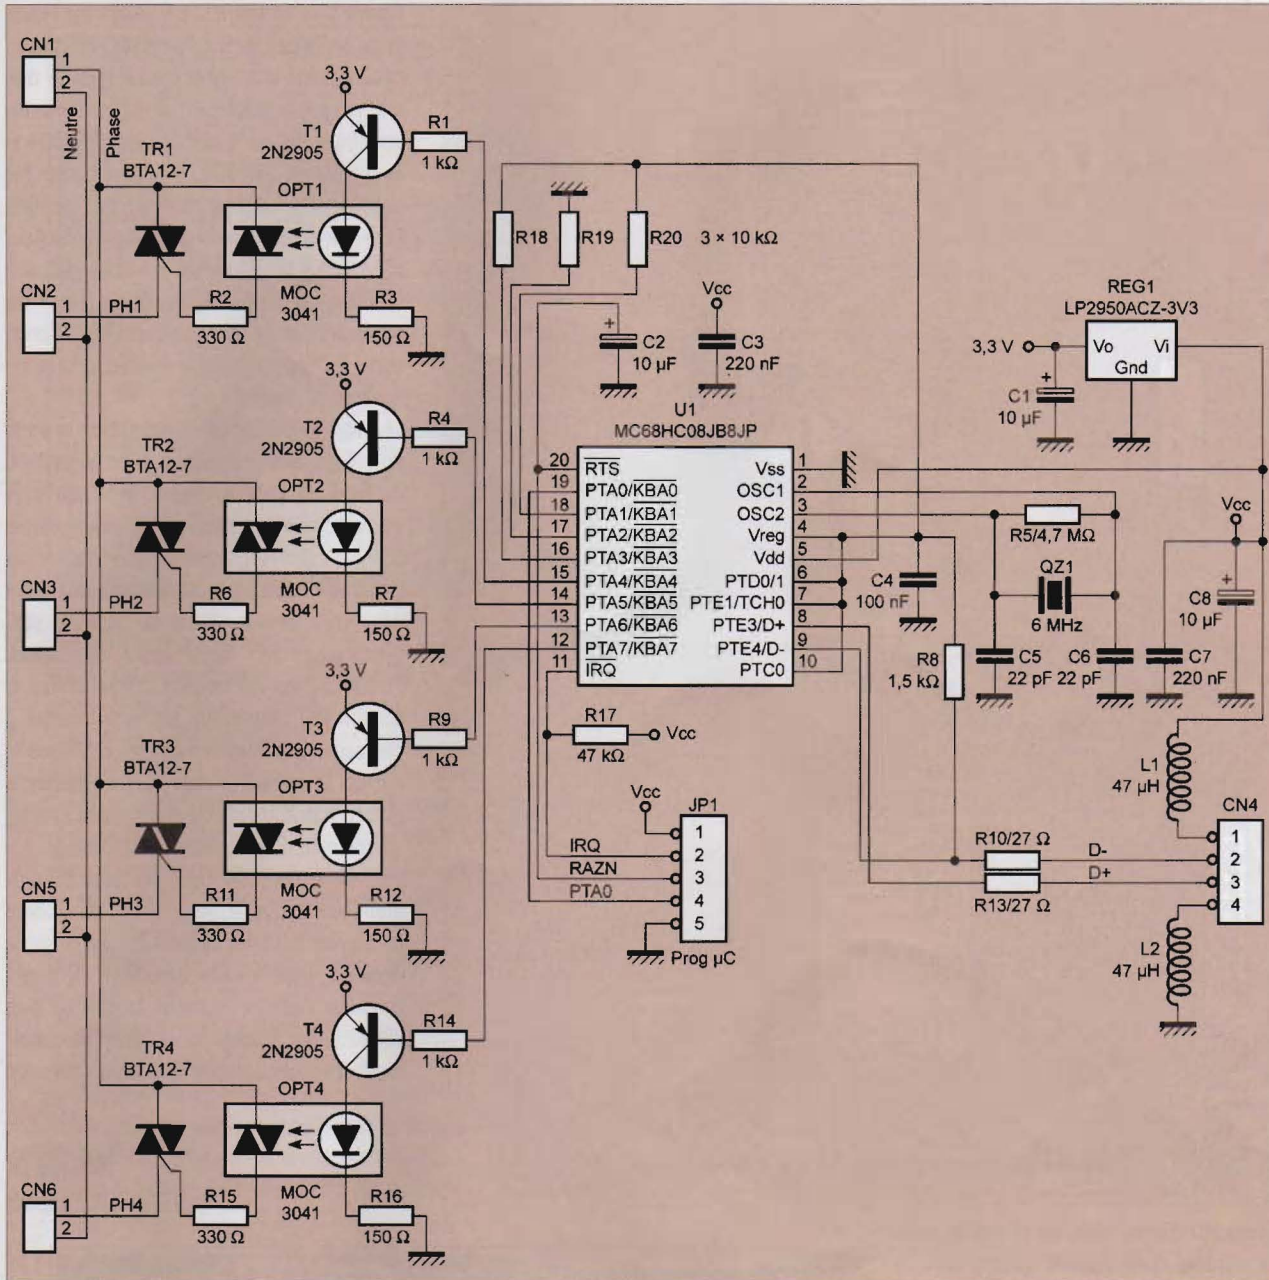 CN1
1
2
Neutre
Phase
3,3 V
T1
2N2905
R1
1 kΩ
TR1
BTA12-7
OPT1
MOC
3041
R2
330 Ω
R3
150 Ω
CN2
1
2
PH1
3,3 V
T2
2N2905
R4
1 kΩ
TR2
BTA12-7
OPT2
MOC
3041
R6
330 Ω
R7
150 Ω
CN3
1
2
PH2
3,3 V
T3
2N2905
R9
1 kΩ
TR3
BTA12-7
OPT3
MOC
3041
R11
330 Ω
R12
150 Ω
CN5
1
2
PH3
3,3 V
T4
2N2905
R14
1 kΩ
TR4
BTA12-7
OPT4
MOC
3041
R15
330 Ω
R16
150 Ω
CN6
1
2
PH4
R18
R19
R20
3 × 10 kΩ
+
C2
10 µF
Vcc
C3
220 nF
U1
MC68HC08JB8JP
20 RTS
19 PTA0/KBA0
18 PTA1/KBA1
17 PTA2/KBA2
16 PTA3/KBA3
15 PTA4/KBA4
14 PTA5/KBA5
13 PTA6/KBA6
12 PTA7/KBA7
11 IRQ
Vss 1
OSC1 2
OSC2 3
Vreg 4
Vdd 5
PTD0/1 6
PTE1/TCH0 7
PTE3/D+ 8
PTE4/D- 9
PTC0 10
REG1
LP2950ACZ-3V3
3,3 V
Vo
Vi
Gnd
+
C1
10 µF
R5/4,7 MΩ
QZ1
6 MHz
C4
100 nF
R8
1,5 kΩ
C5
22 pF
C6
22 pF
C7
220 nF
Vcc
+
C8
10 µF
R17
47 kΩ
Vcc
Vcc
JP1
1
2
3
4
5
IRQ
RAZN
PTA0
Prog µC
L1
47 µH
CN4
1
2
3
4
R10/27 Ω
D-
D+
R13/27 Ω
L2
47 µH